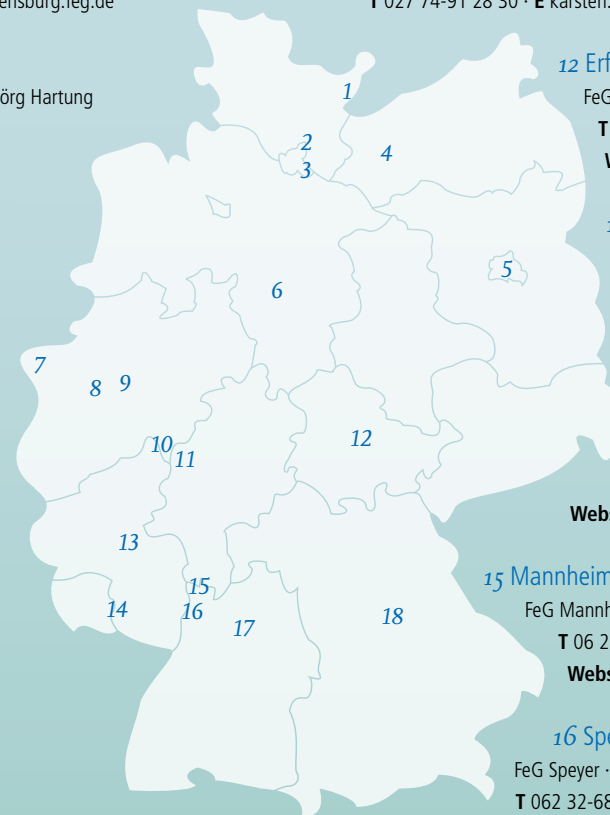 ensburg.feg.de
T 027 74-91 28 30 · E karsten.
örg Hartung
12 Erf
FeG
T
1
2
3
4
5
6
7
8
9
10
11
12
13
14
15
16
17
18
Webs
15 Mannheim
FeG Mannh
T 06 2
Webs
16 Spe
FeG Speyer ·
T 062 32-68